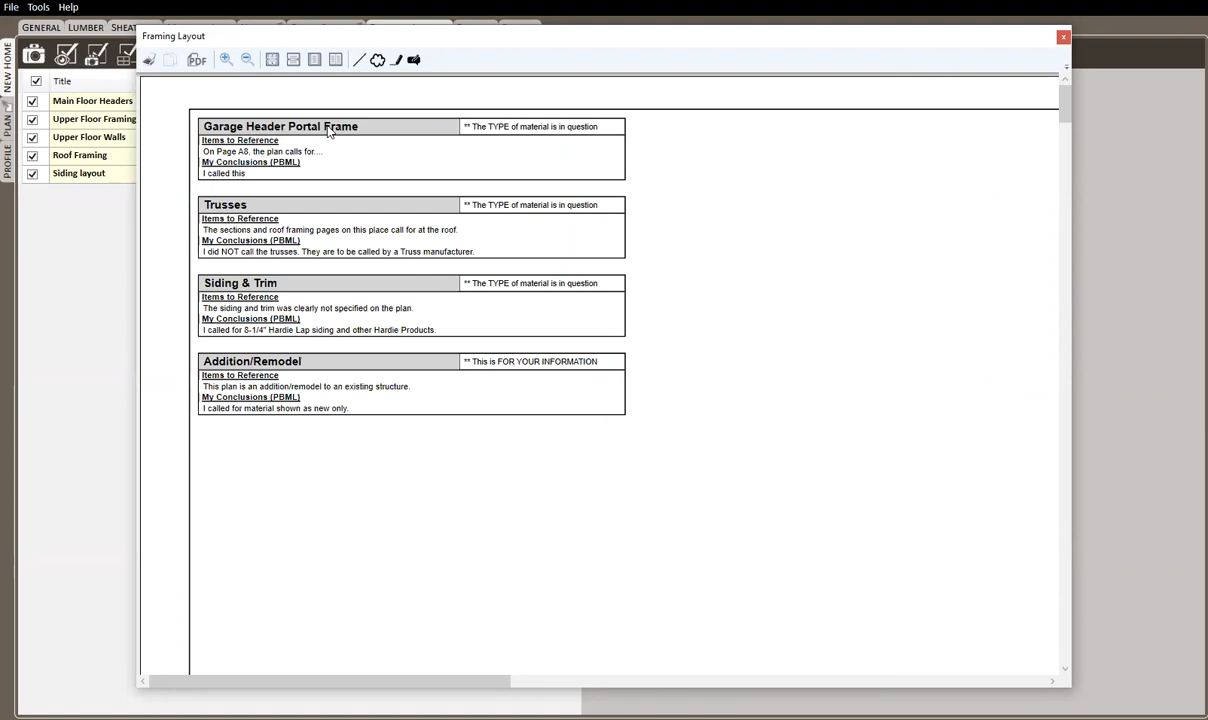 File Tools Help
GENERAL LUMBER SHEAT
Framing Layout
x
PDF
NEW HOME
PLAN
PROFILE
Title
Main Floor Headers
Upper Floor Framing
Upper Floor Walls
Roof Framing
Siding layout
Garage Header Portal Frame ** The TYPE of material is in question
Items to Reference
On Page A8, the plan calls for....
My Conclusions (PBML)
I called this
Trusses ** The TYPE of material is in question
Items to Reference
The sections and roof framing pages on this place call for at the roof.
My Conclusions (PBML)
I did NOT call the trusses. They are to be called by a Truss manufacturer.
Siding & Trim ** The TYPE of material is in question
Items to Reference
The siding and trim was clearly not specified on the plan.
My Conclusions (PBML)
I called for 8-1/4" Hardie Lap siding and other Hardie Products.
Addition/Remodel ** This is FOR YOUR INFORMATION
Items to Reference
This plan is an addition/remodel to an existing structure.
My Conclusions (PBML)
I called for material shown as new only.